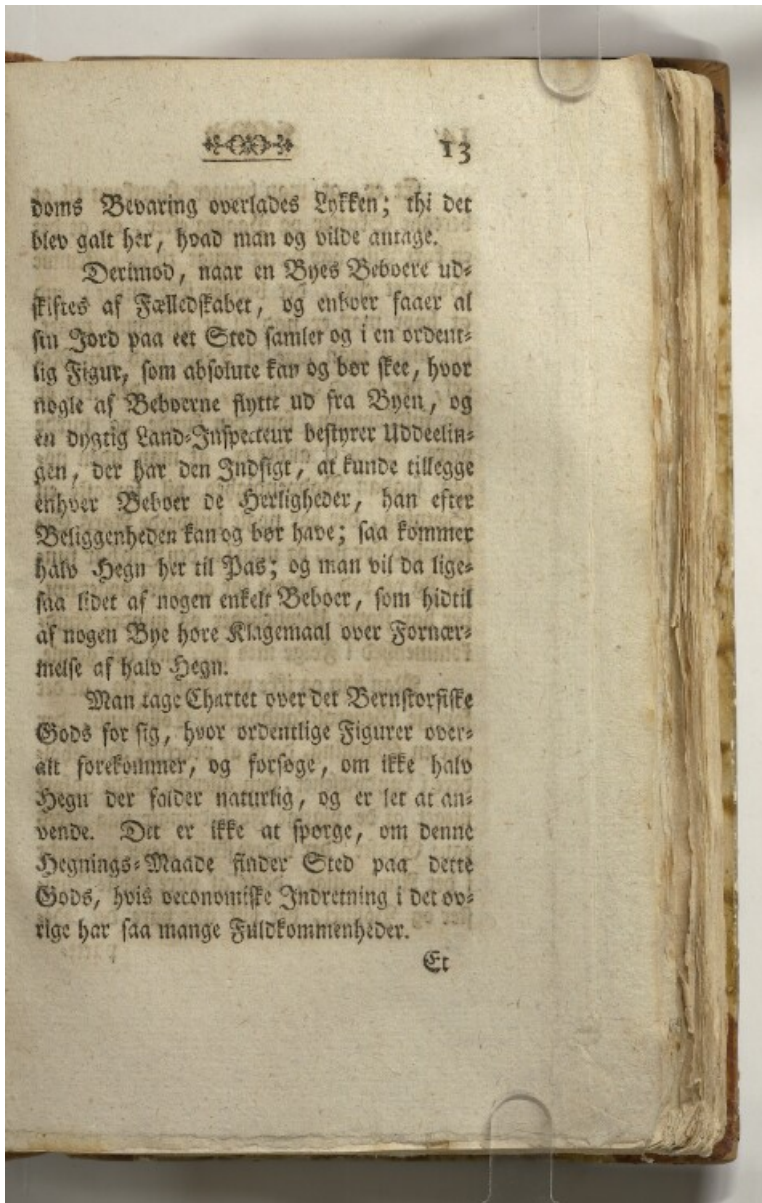 13
doms Bevaring overlades Lykken; thi det
blev galt her, hvad man og vilde antage.
Derimod, naar en Byes Beboere ud-
skiftes af Fælledskabet, og enhver faaer al
sin Jord paa eet Sted samlet og i en ordent-
lig Figur, som absolute kan og bør skee, hvor
nogle af Beboerne flytte ud fra Byen, og
en dygtig Land-Inspecteur bestyrer Uddeelin-
gen, der har den Indsigt, at kunde tillegge
enhver Beboer de Herligheder, han efter
Beliggenheden kan og bør have; saa kommer
halv Hegn her til Pas; og man vil da lige-
saa lidet af nogen enkelt Beboer, som hidtil
af nogen Bye høre Klagemaal over Fornær-
melse af halv Hegn.
Man tage Chartet over det Bernstorfiske
Gods for sig, hvor ordentlige Figurer over-
alt forekommer, og forsøge, om ikke halv
Hegn der falder naturlig, og er let at an-
vende. Det er ikke at spørge, om denne
Hegnings-Maade finder Sted paa dette
Gods, hvis oeconomiske Indretning i det øv-
rige har saa mange Fuldkommenheder.
Et